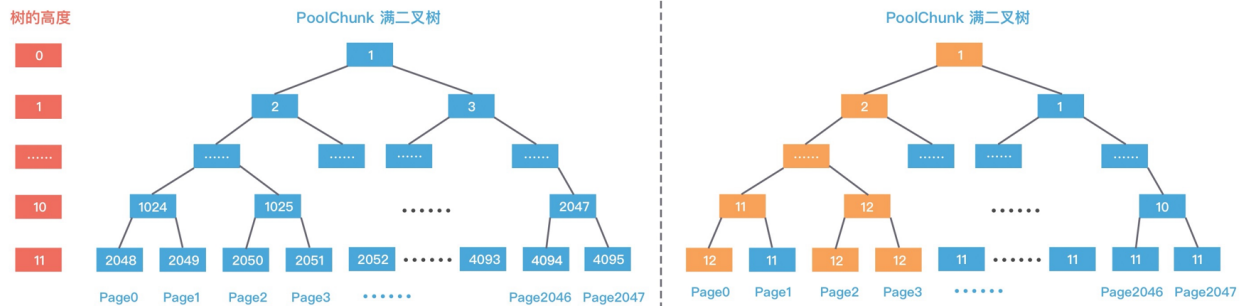 树的高度 PoolChunk 满二叉树 PoolChunk 满二叉树
0 1 1
1 2 3 2 1
...... ...... ...... ...... ...... ...... ...... ...... ......
10 1024 1025 ...... 2047 11 12 ...... 10
11 2048 2049 2050 2051 2052 ...... 4093 4094 4095 12 11 12 12 11 ...... 11 11 11
Page0 Page1 Page2 Page3 ...... Page2046 Page2047 Page0 Page1 Page2 Page3 ...... Page2046 Page2047